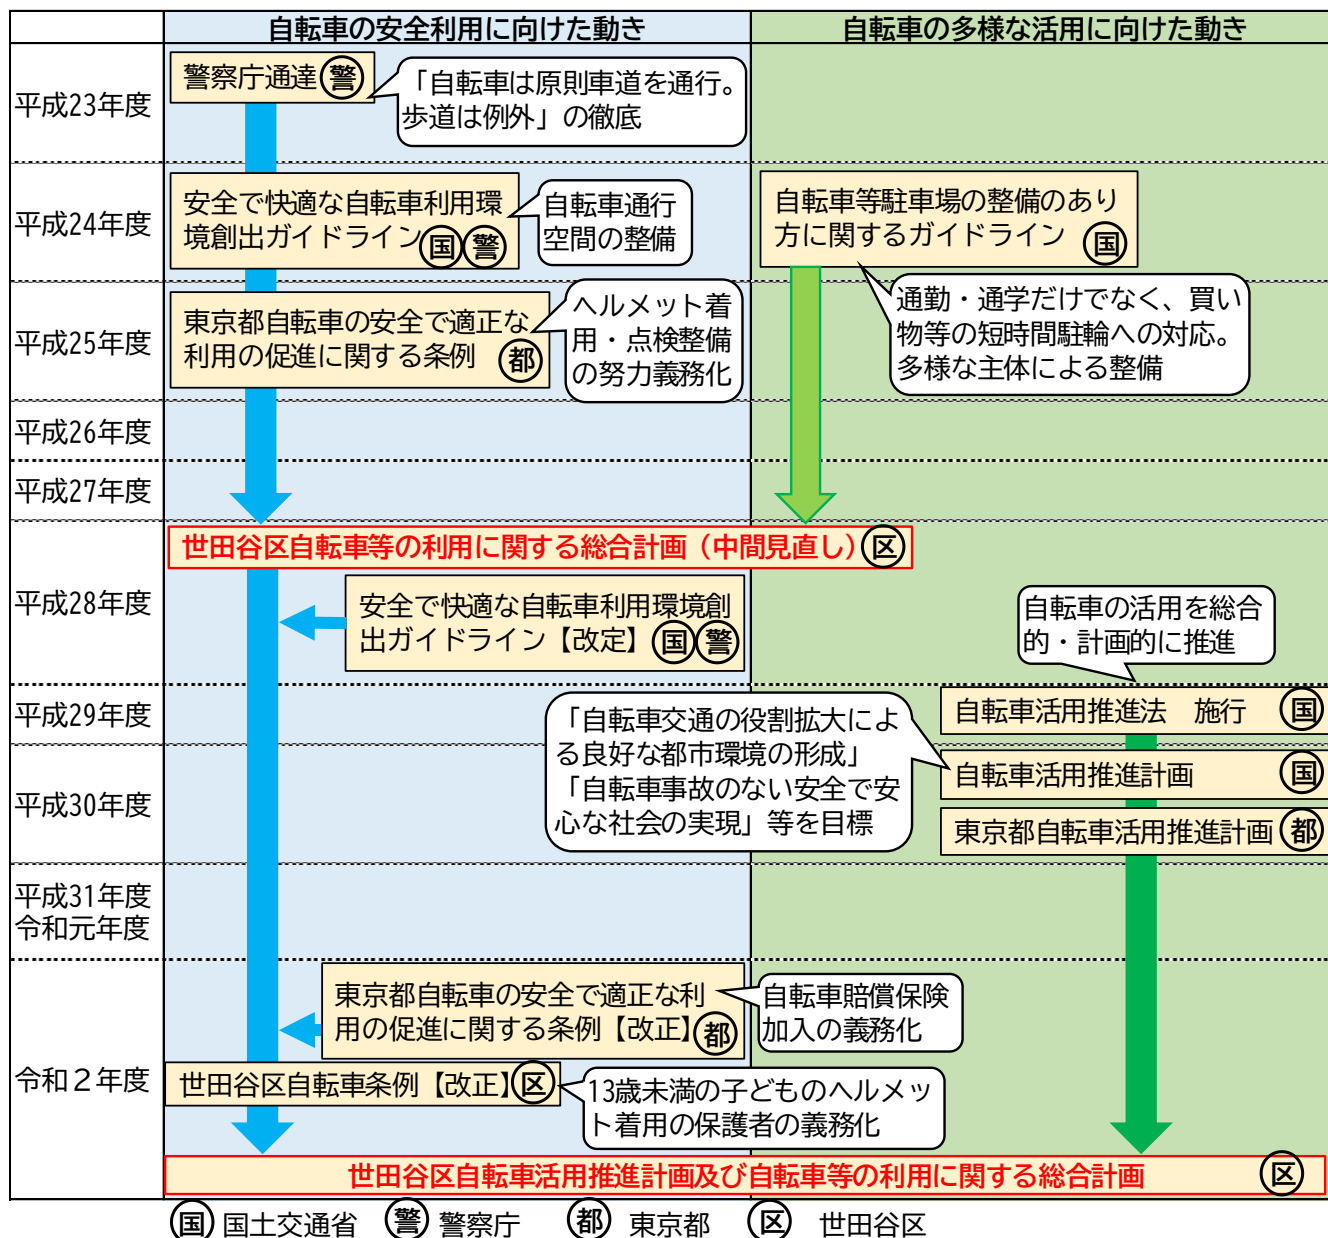 自転車の安全利用に向けた動き
自転車の多様な活用に向けた動き
平成23年度
警察庁通達 警
「自転車は原則車道を通行。
歩道は例外」の徹底
平成24年度
安全で快適な自転車利用環
境創出ガイドライン 国 警
自転車通行
空間の整備
自転車等駐車場の整備のあり
方に関するガイドライン 国
通勤・通学だけでなく、買い
物等の短時間駐輪への対応。
多様な主体による整備
平成25年度
東京都自転車の安全で適正な
利用の促進に関する条例 都
ヘルメット着
用・点検整備
の努力義務化
平成26年度
平成27年度
世田谷区自転車等の利用に関する総合計画（中間見直し） 区
平成28年度
安全で快適な自転車利用環境創
出ガイドライン【改定】 国 警
自転車の活用を総合
的・計画的に推進
平成29年度
自転車活用推進法　施行 国
「自転車交通の役割拡大によ
る良好な都市環境の形成」
「自転車事故のない安全で安
心な社会の実現」等を目標
平成30年度
自転車活用推進計画 国
東京都自転車活用推進計画 都
平成31年度
令和元年度
令和２年度
東京都自転車の安全で適正な利
用の促進に関する条例【改正】 都
自転車賠償保険
加入の義務化
世田谷区自転車条例【改正】 区
13歳未満の子どものヘルメッ
ト着用の保護者の義務化
世田谷区自転車活用推進計画及び自転車等の利用に関する総合計画 区
国 国土交通省 警 警察庁 都 東京都 区 世田谷区